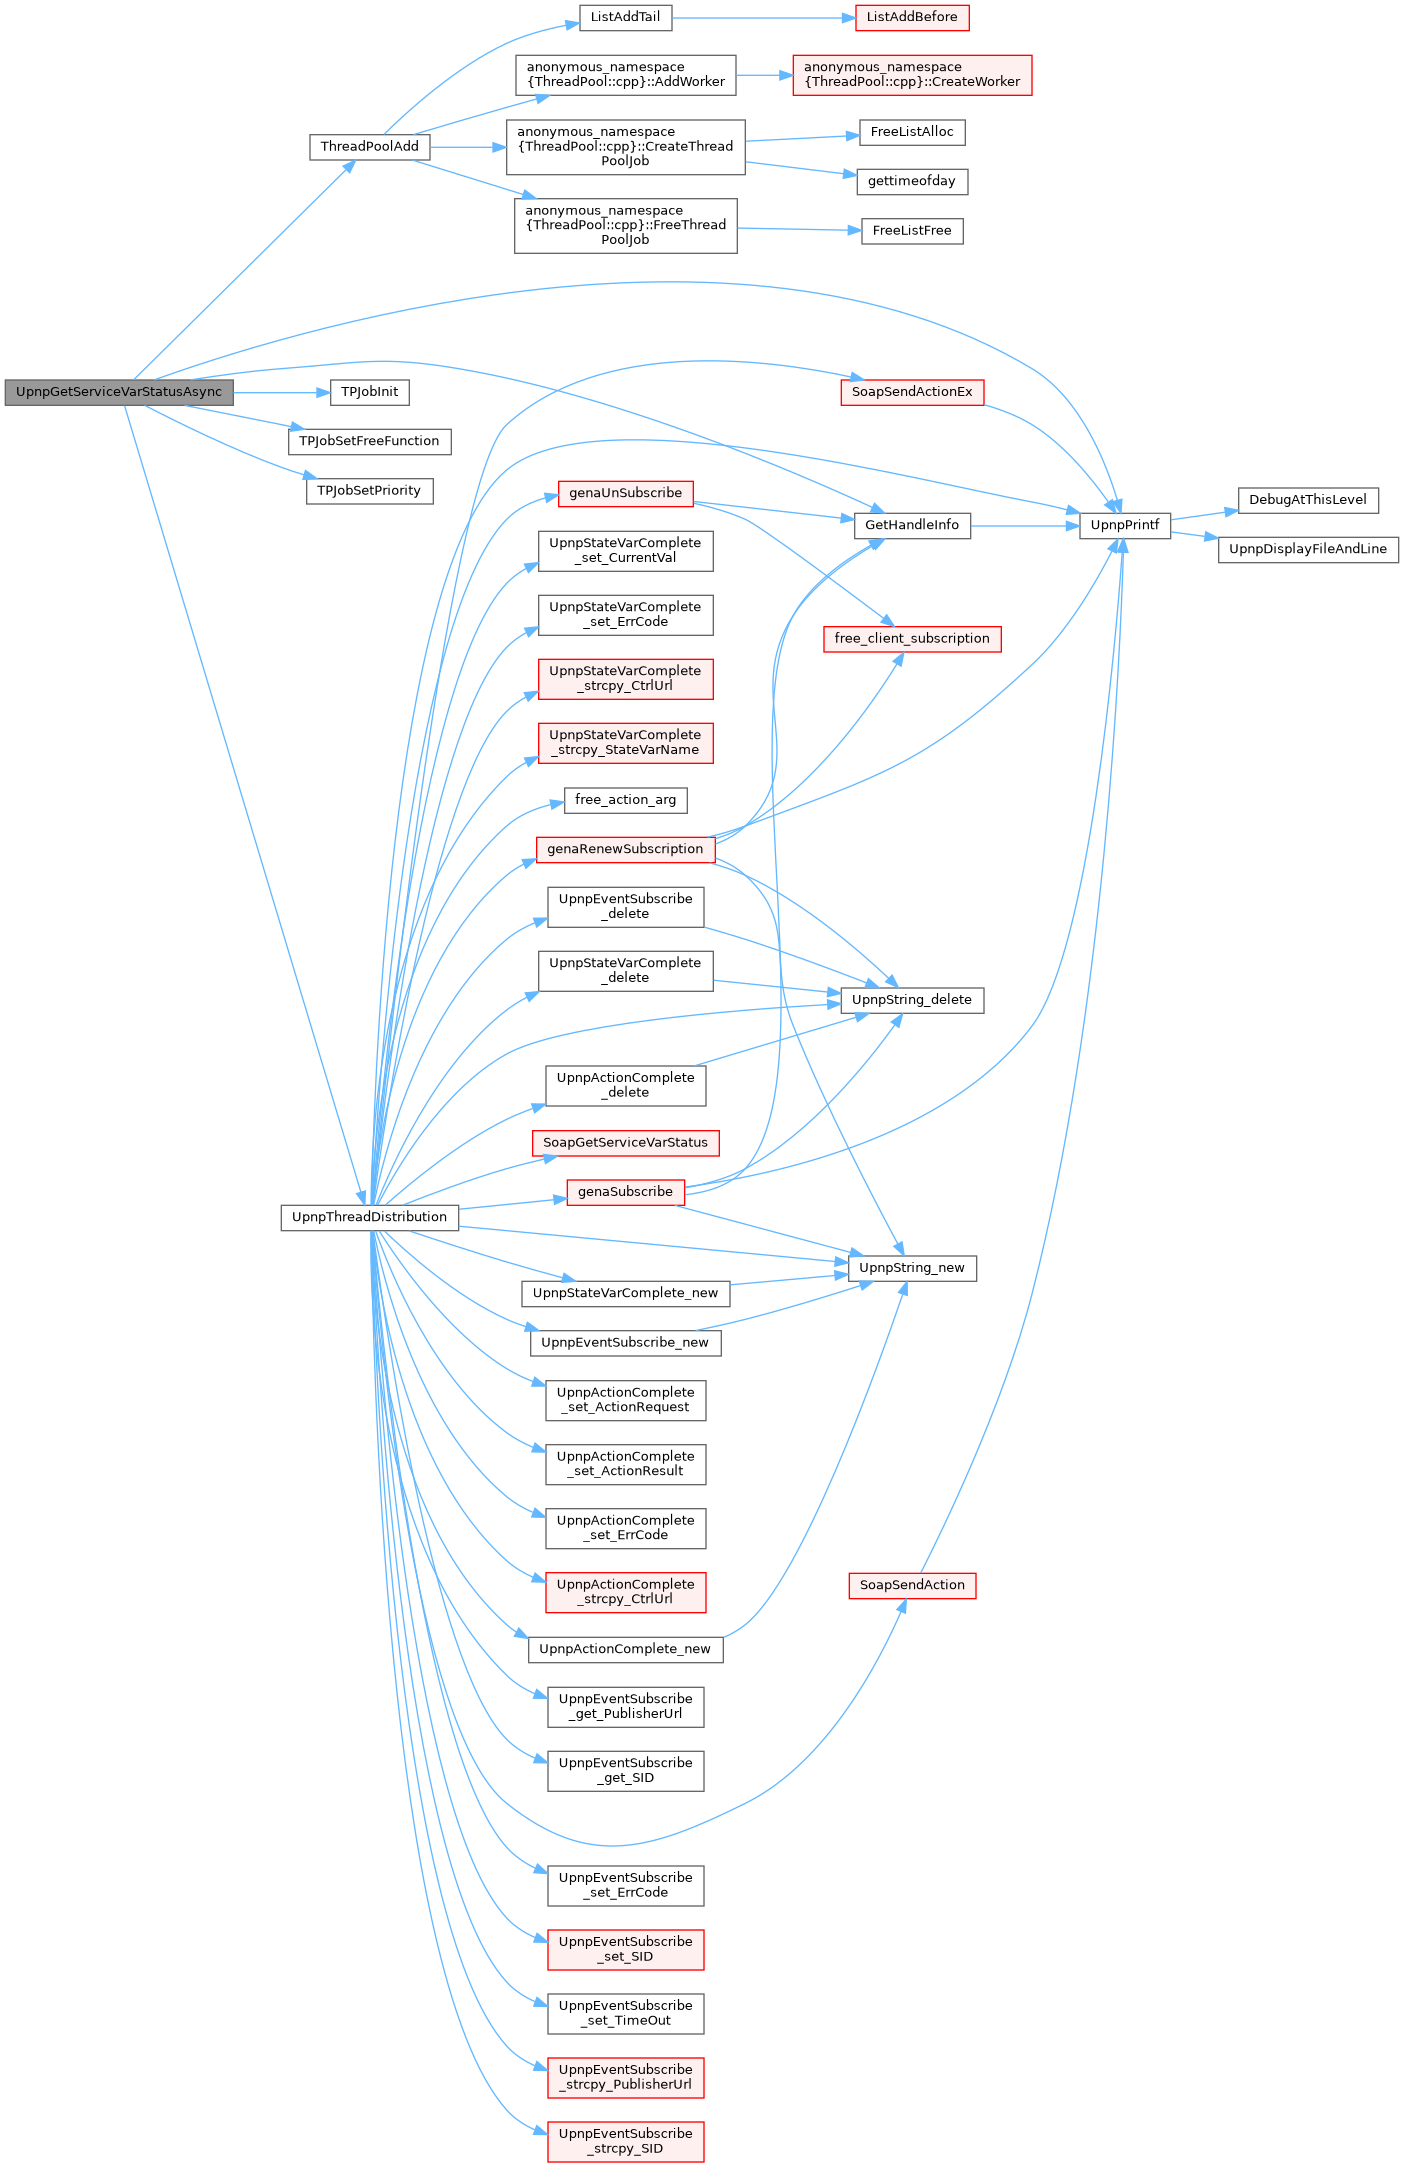 ListAddTail
ListAddBefore
anonymous_namespace
{ThreadPool::cpp}::AddWorker
anonymous_namespace
{ThreadPool::cpp}::CreateWorker
ThreadPoolAdd
anonymous_namespace
{ThreadPool::cpp}::CreateThread
PoolJob
FreeListAlloc
gettimeofday
anonymous_namespace
{ThreadPool::cpp}::FreeThread
PoolJob
FreeListFree
UpnpGetServiceVarStatusAsync
TPJobInit
SoapSendActionEx
TPJobSetFreeFunction
TPJobSetPriority
genaUnSubscribe
GetHandleInfo
UpnpPrintf
DebugAtThisLevel
UpnpDisplayFileAndLine
UpnpStateVarComplete
_set_CurrentVal
UpnpStateVarComplete
_set_ErrCode
free_client_subscription
UpnpStateVarComplete
_strcpy_CtrlUrl
UpnpStateVarComplete
_strcpy_StateVarName
free_action_arg
genaRenewSubscription
UpnpEventSubscribe
_delete
UpnpStateVarComplete
_delete
UpnpString_delete
UpnpActionComplete
_delete
SoapGetServiceVarStatus
genaSubscribe
UpnpThreadDistribution
UpnpString_new
UpnpStateVarComplete_new
UpnpEventSubscribe_new
UpnpActionComplete
_set_ActionRequest
UpnpActionComplete
_set_ActionResult
UpnpActionComplete
_set_ErrCode
UpnpActionComplete
_strcpy_CtrlUrl
SoapSendAction
UpnpActionComplete_new
UpnpEventSubscribe
_get_PublisherUrl
UpnpEventSubscribe
_get_SID
UpnpEventSubscribe
_set_ErrCode
UpnpEventSubscribe
_set_SID
UpnpEventSubscribe
_set_TimeOut
UpnpEventSubscribe
_strcpy_PublisherUrl
UpnpEventSubscribe
_strcpy_SID